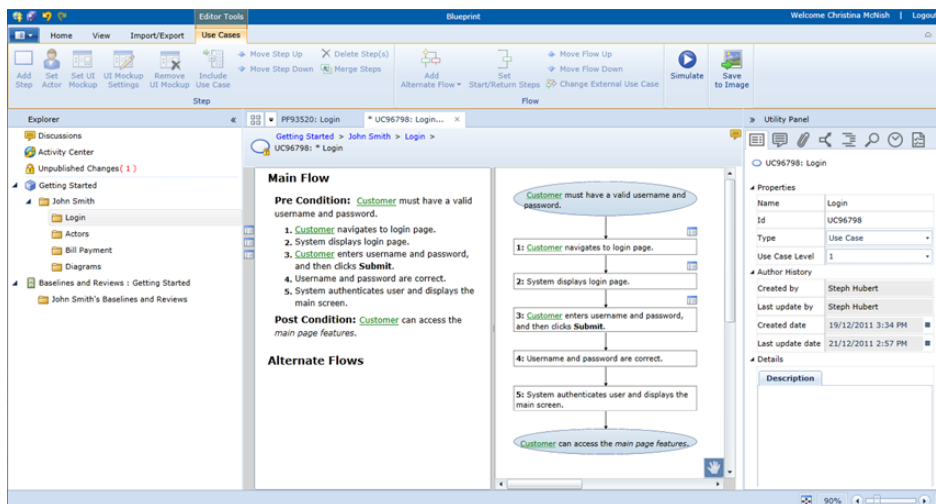 Editor Tools
Blueprint
Welcome Christina McNish | Logout
Home View Import/Export Use Cases
Add Step
Set Actor
Set UI Mockup
UI Mockup Settings
Remove UI Mockup
Include Use Case
Move Step Up
Move Step Down
Delete Step(s)
Merge Steps
Step
Add Alternate Flow
Set Start/Return Steps
Move Flow Up
Move Flow Down
Change External Use Case
Flow
Simulate
Save to Image
Explorer
Discussions
Activity Center
Unpublished Changes( 1 )
Getting Started
John Smith
Login
Actors
Bill Payment
Diagrams
Baselines and Reviews : Getting Started
John Smith's Baselines and Reviews
PF93520: Login
* UC96798: Login...
Getting Started > John Smith > Login >
UC96798: * Login
Main Flow
Pre Condition: Customer must have a valid
username and password.
1. Customer navigates to login page.
2. System displays login page.
3. Customer enters username and password,
and then clicks Submit.
4. Username and password are correct.
5. System authenticates user and displays the
main screen.
Post Condition: Customer can access the
main page features.
Alternate Flows
Customer must have a valid username and
password.
1: Customer navigates to login page.
2: System displays login page.
3: Customer enters username and password,
and then clicks Submit.
4: Username and password are correct.
5: System authenticates user and displays the
main screen.
Customer can access the main page features.
Utility Panel
UC96798: Login
Properties
Name Login
Id UC96798
Type Use Case
Use Case Level 1
Author History
Created by Steph Hubert
Last update by Steph Hubert
Created date 19/12/2011 3:34 PM
Last update date 21/12/2011 2:57 PM
Details
Description
90%